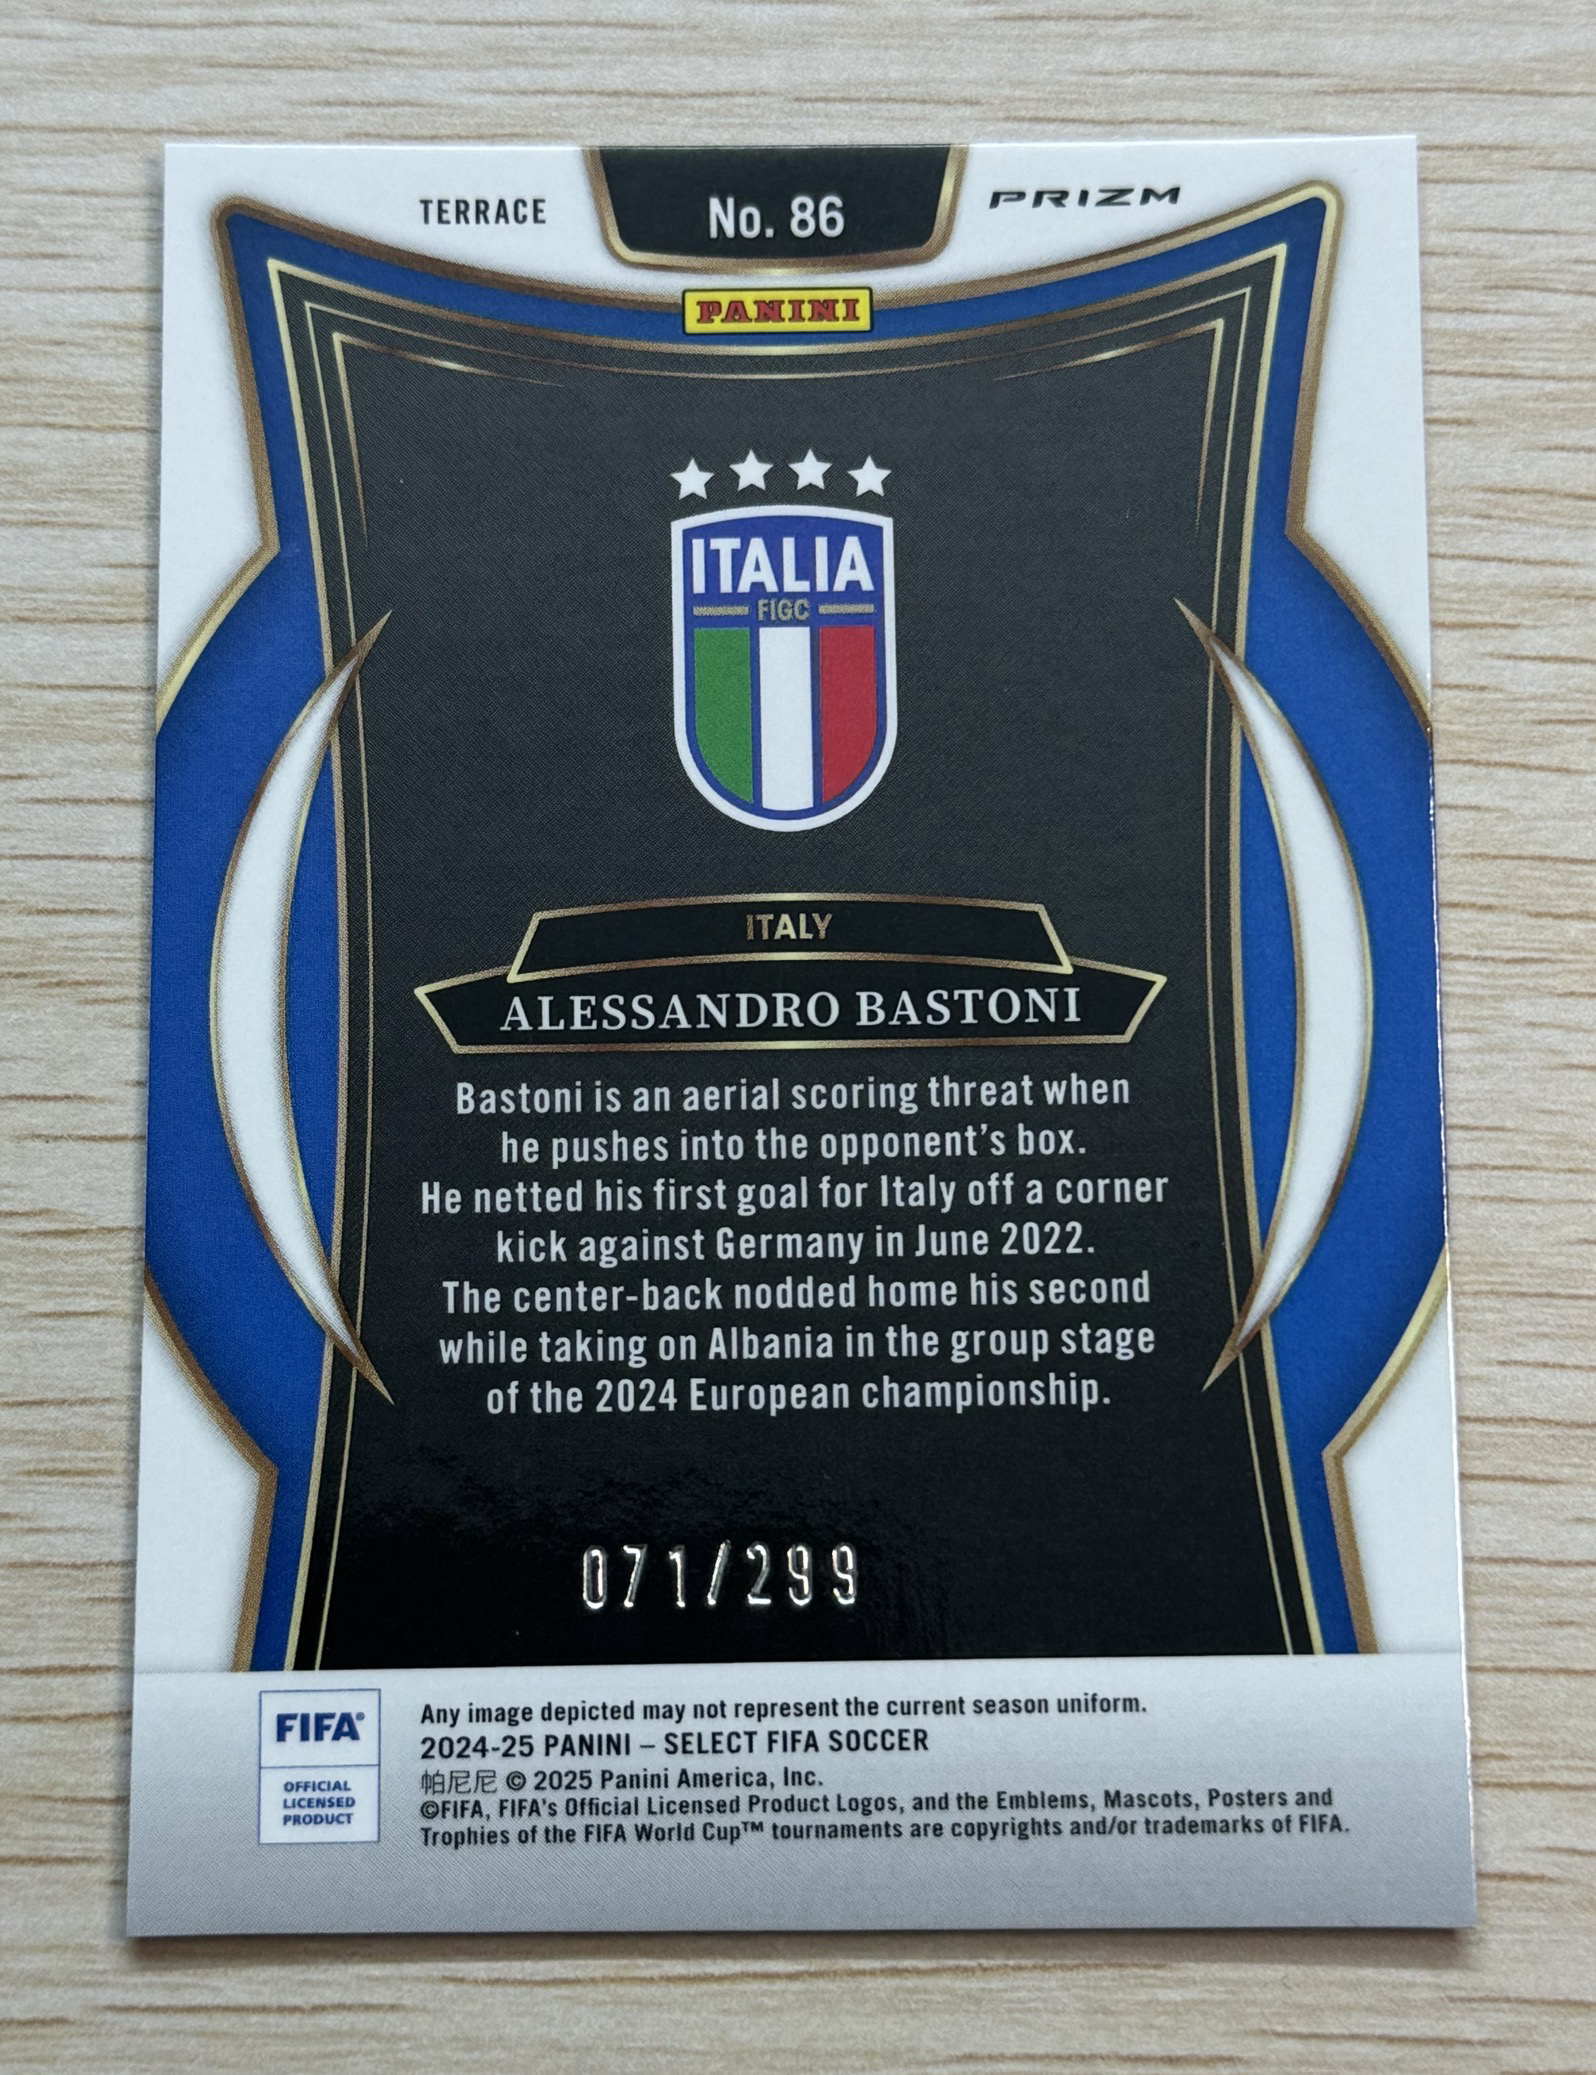 TERRACE
No. 86
PRIZM
PANINI
ITALIA
FIGC
ITALY
ALESSANDRO BASTONI
Bastoni is an aerial scoring threat when
he pushes into the opponent's box.
He netted his first goal for Italy off a corner
kick against Germany in June 2022.
The center-back nodded home his second
while taking on Albania in the group stage
of the 2024 European championship.
071/299
FIFA®
OFFICIAL
LICENSED
PRODUCT
Any image depicted may not represent the current season uniform.
2024-25 PANINI – SELECT FIFA SOCCER
帕尼尼 © 2025 Panini America, Inc.
©FIFA, FIFA's Official Licensed Product Logos, and the Emblems, Mascots, Posters and
Trophies of the FIFA World Cup™ tournaments are copyrights and/or trademarks of FIFA.